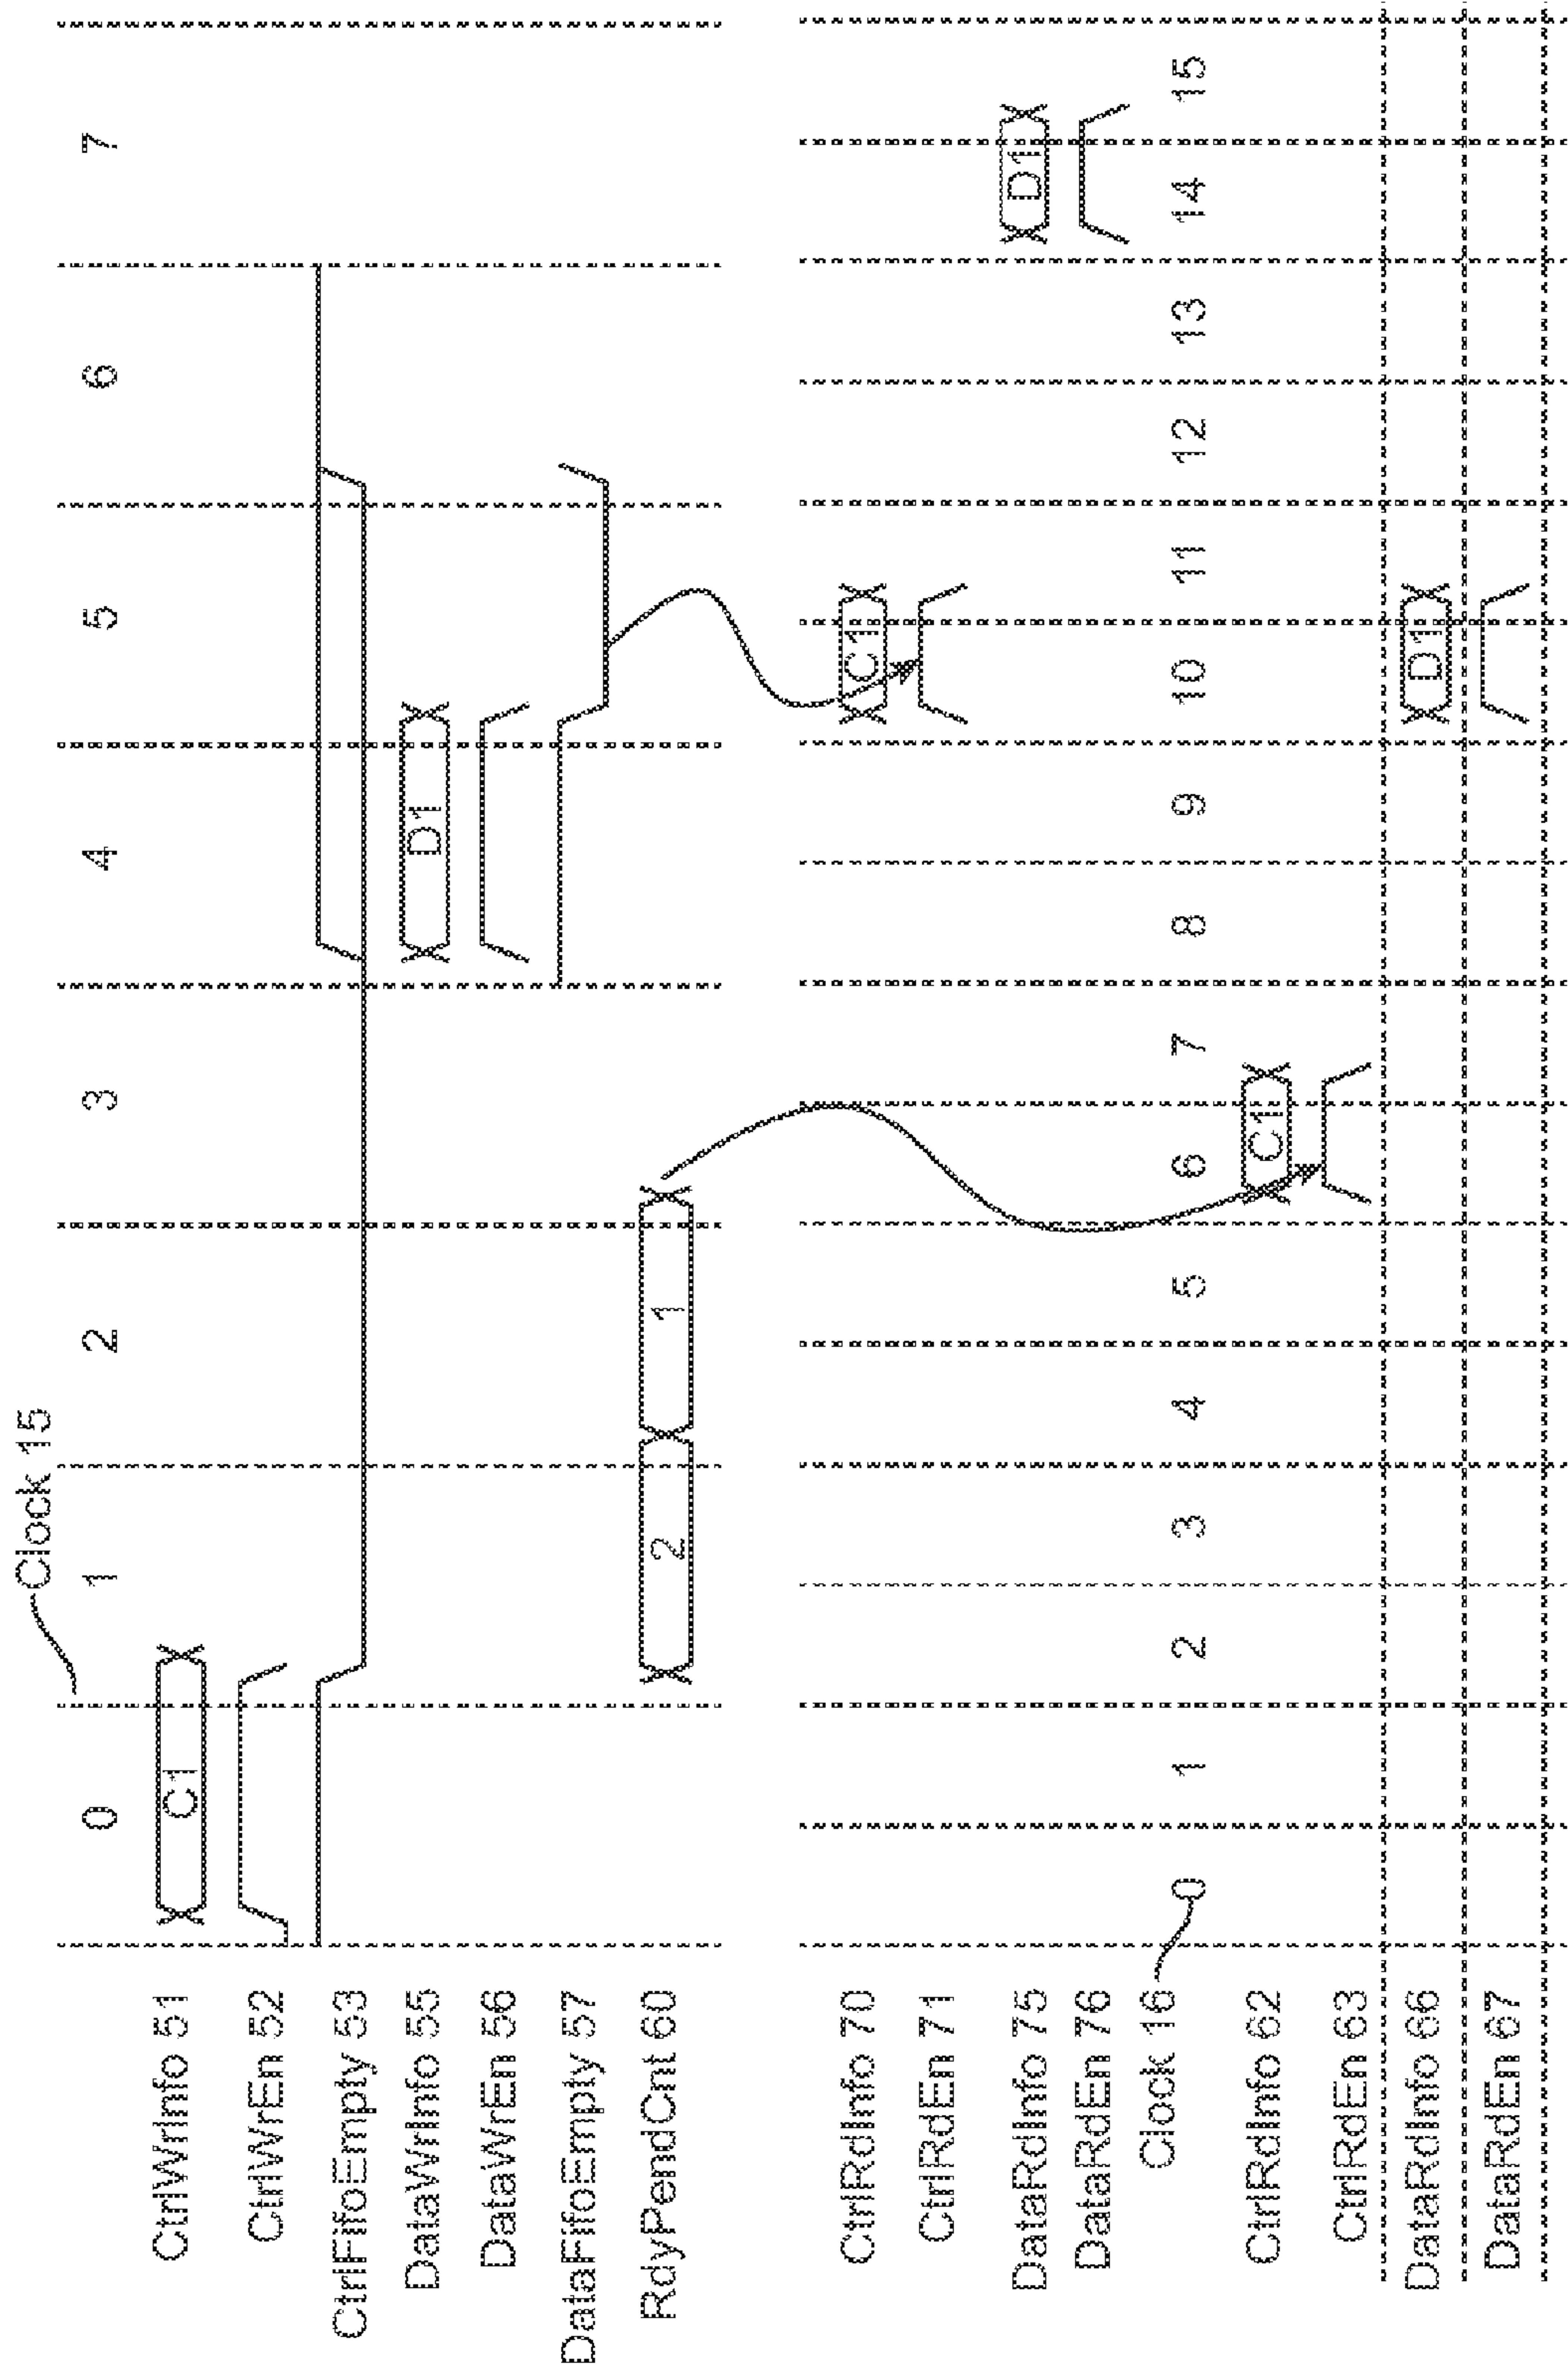 Clock 15
0 1 2 3 4 5 6 7
CtrlWrInfo 51 C1
CtrlWrEn 52
CtrlFifoEmpty 53
DataWrInfo 55 D1
DataWrEn 56
DataFifoEmpty 57
RdyPendCnt 60 2 1
CtrlRdInfo 70 C1
CtrlRdEn 71
DataRdInfo 75 D1
DataRdEn 76
Clock 16 0 1 2 3 4 5 6 7 8 9 10 11 12 13 14 15
CtrlRdInfo 62 C1
CtrlRdEn 63
DataRdInfo 66 D1
DataRdEn 67